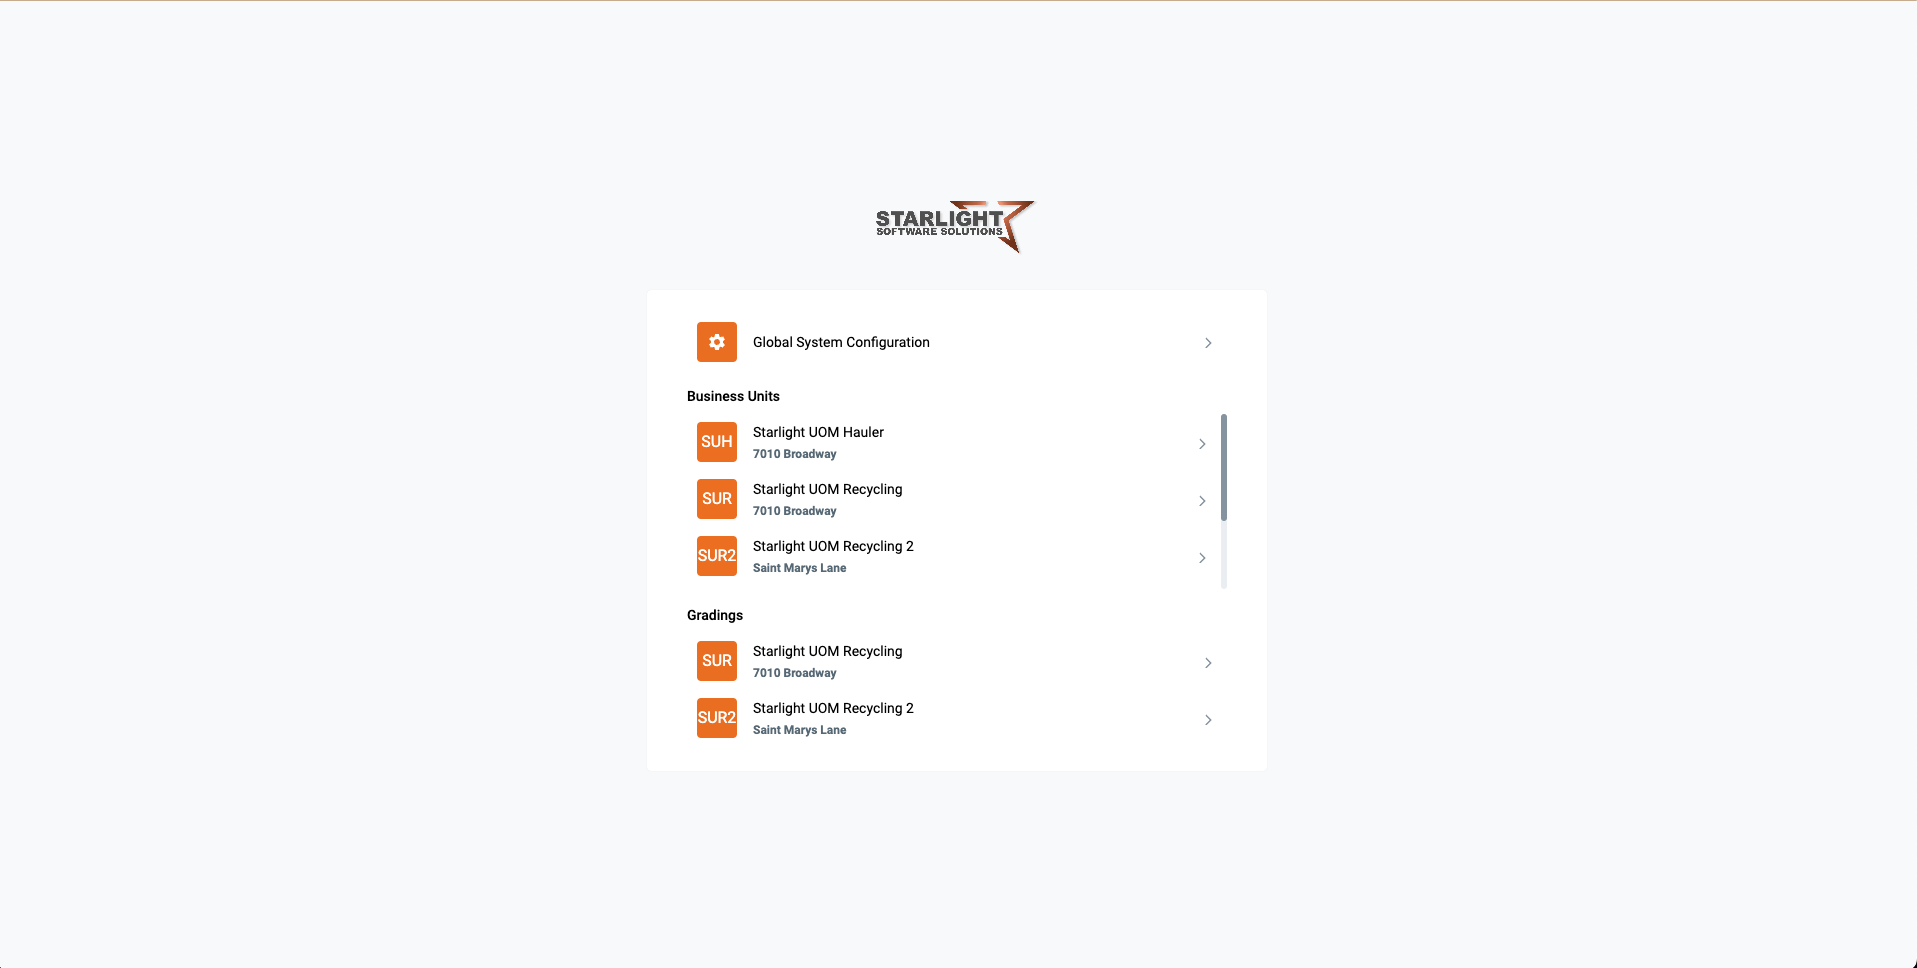 STARLIGHT
SOFTWARE SOLUTIONS
Global System Configuration
Business Units
SUH
Starlight UOM Hauler
7010 Broadway
SUR
Starlight UOM Recycling
7010 Broadway
SUR2
Starlight UOM Recycling 2
Saint Marys Lane
Gradings
SUR
Starlight UOM Recycling
7010 Broadway
SUR2
Starlight UOM Recycling 2
Saint Marys Lane